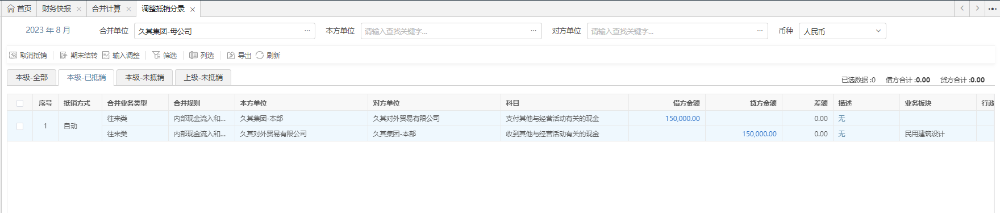 首页 财务快报 合并计算 调整抵销分录
2023 年 8 月 合并单位 久其集团-母公司 本方单位 请输入查找关键字... 对方单位 请输入查找关键字... 币种 人民币
取消抵销 期末结转 输入调整 筛选 列选 导出 刷新
本级-全部 本级-已抵销 本级-未抵销 上级-未抵销
已选数据 :0 借方合计 :0.00 贷方合计 :0.00
序号 抵销方式 合并业务类型 合并规则 本方单位 对方单位 科目 借方金额 贷方金额 差额 描述 业务板块 行政
1 自动 往来类 内部现金流入和... 久其集团-本部 久其对外贸易有限公司 支付其他与经营活动有关的现金 150,000.00 0.00 无
往来类 内部现金流入和... 久其对外贸易有限公司 久其集团-本部 收到其他与经营活动有关的现金 150,000.00 0.00 无 民用建筑设计